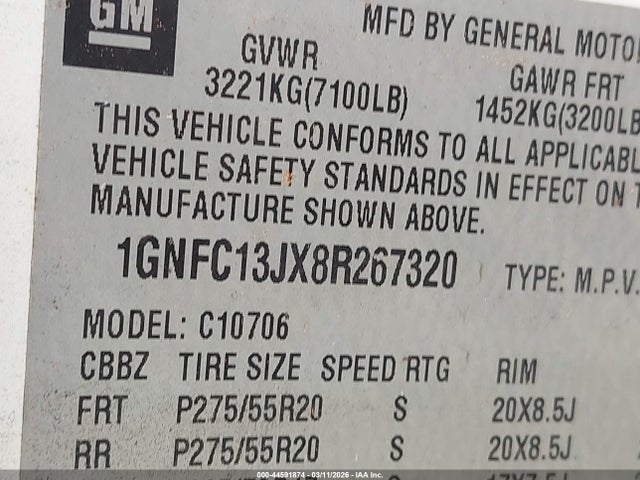 GM
MFD BY GENERAL MOTO
GVWR
3221KG(7100LB)
GAWR FRT
1452KG(3200LB
THIS VEHICLE CONFORMS TO ALL APPLICABL
VEHICLE SAFETY STANDARDS IN EFFECT ON T
MANUFACTURE SHOWN ABOVE.
1GNFC13JX8R267320
TYPE: M.P.V.
MODEL: C10706
CBBZ TIRE SIZE SPEED RTG RIM
FRT P275/55R20 S 20X8.5J
RR P275/55R20 S 20X8.5J
000-44591874 - 03/11/2026 - IAA Inc.